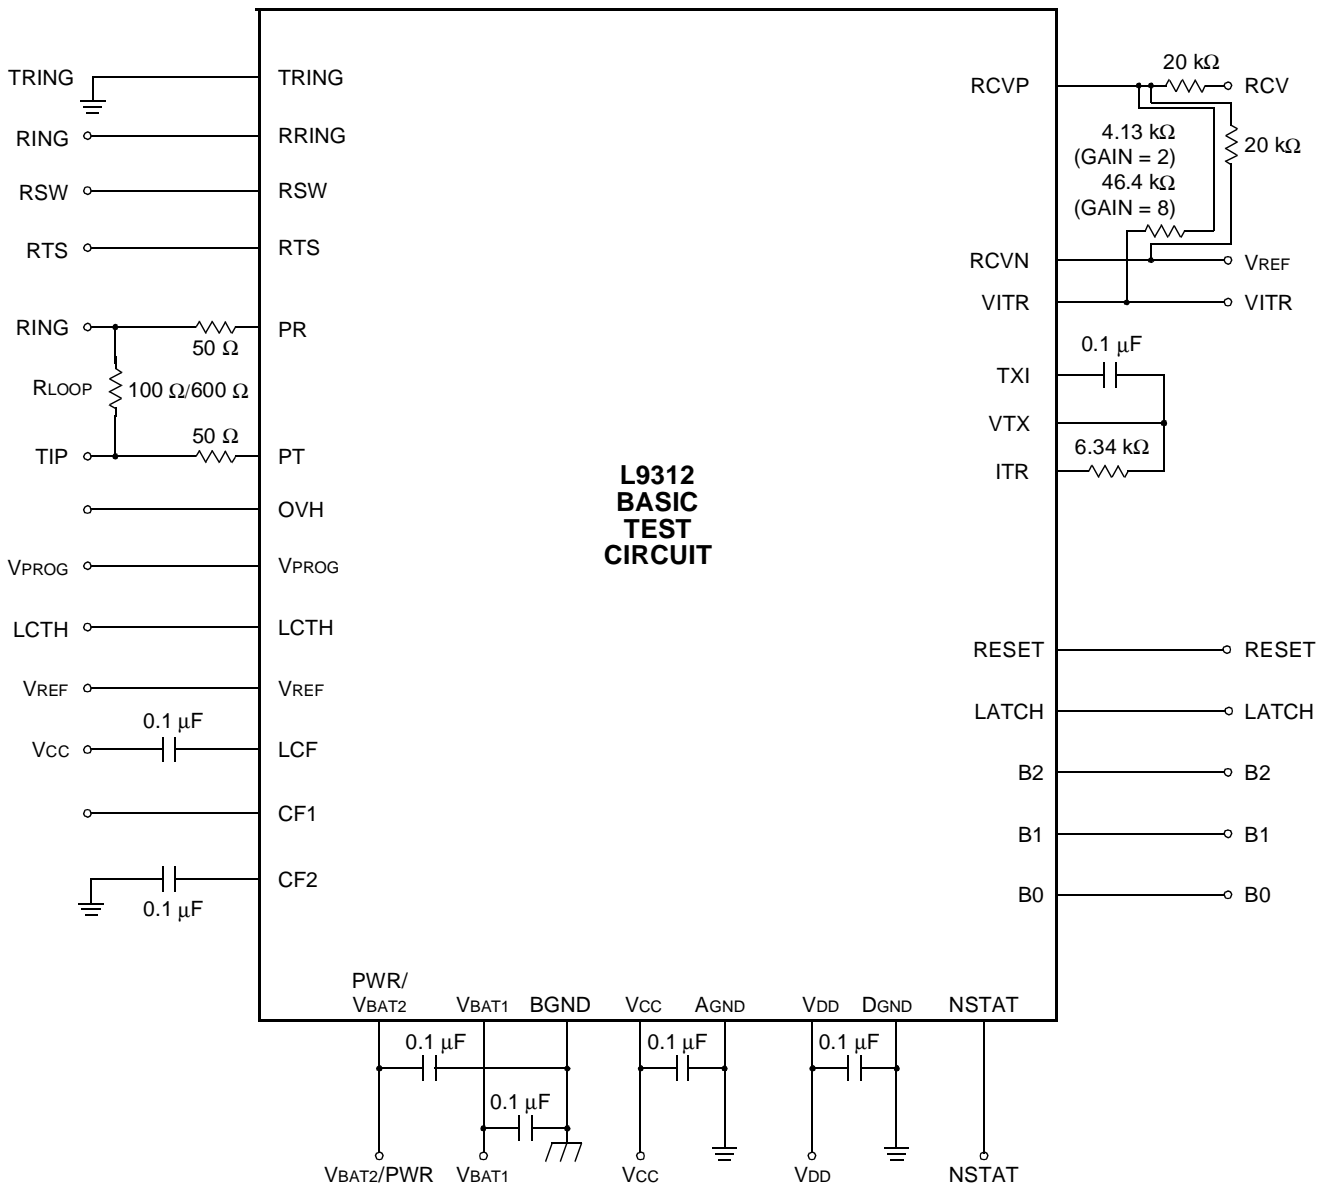 TRING
RING
RSW
RTS
RING
RLOOP
TIP
VPROG
LCTH
VREF
VCC
50 Ω
100 Ω/600 Ω
50 Ω
0.1 μF
0.1 μF
TRING
RRING
RSW
RTS
PR
PT
OVH
VPROG
LCTH
VREF
LCF
CF1
CF2
L9312
BASIC
TEST
CIRCUIT
RCVP
RCVN
VITR
TXI
VTX
ITR
RESET
LATCH
B2
B1
B0
20 kΩ
RCV
4.13 kΩ
(GAIN = 2)
46.4 kΩ
(GAIN = 8)
20 kΩ
VREF
VITR
0.1 μF
6.34 kΩ
RESET
LATCH
B2
B1
B0
PWR/
VBAT2
VBAT1
BGND
VCC
AGND
VDD
DGND
NSTAT
0.1 μF
0.1 μF
0.1 μF
0.1 μF
VBAT2/PWR
VBAT1
VCC
VDD
NSTAT